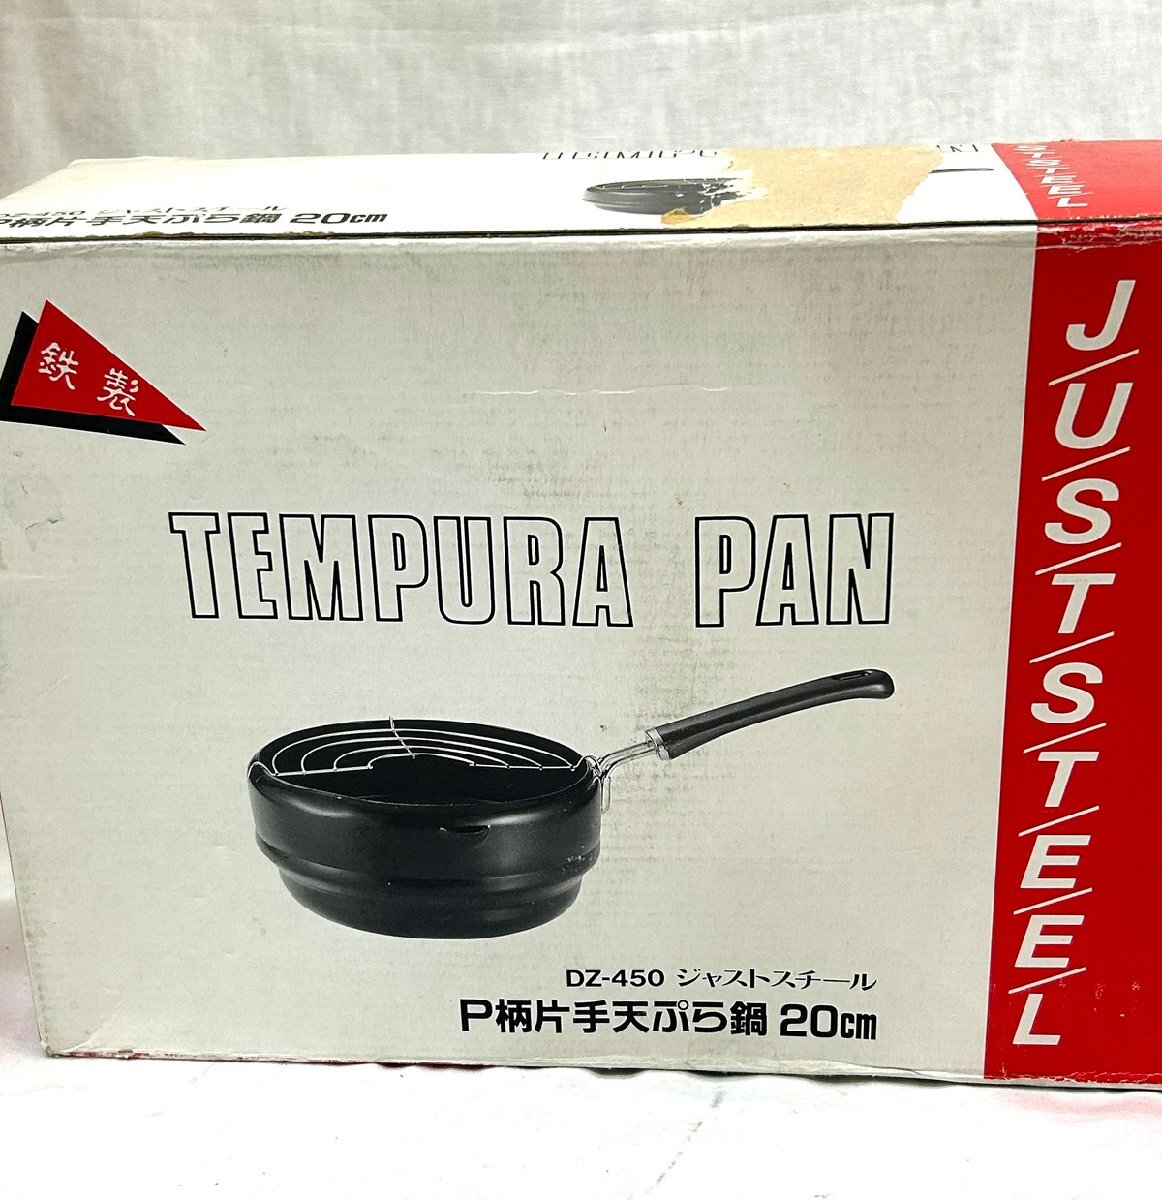 ジャストスチール
P柄片手天ぷら鍋 20cm
STSTEEL
鉄製
TEMPURA PAN
JUST STEEL
DZ-450 ジャストスチール
P柄片手天ぷら鍋 20cm